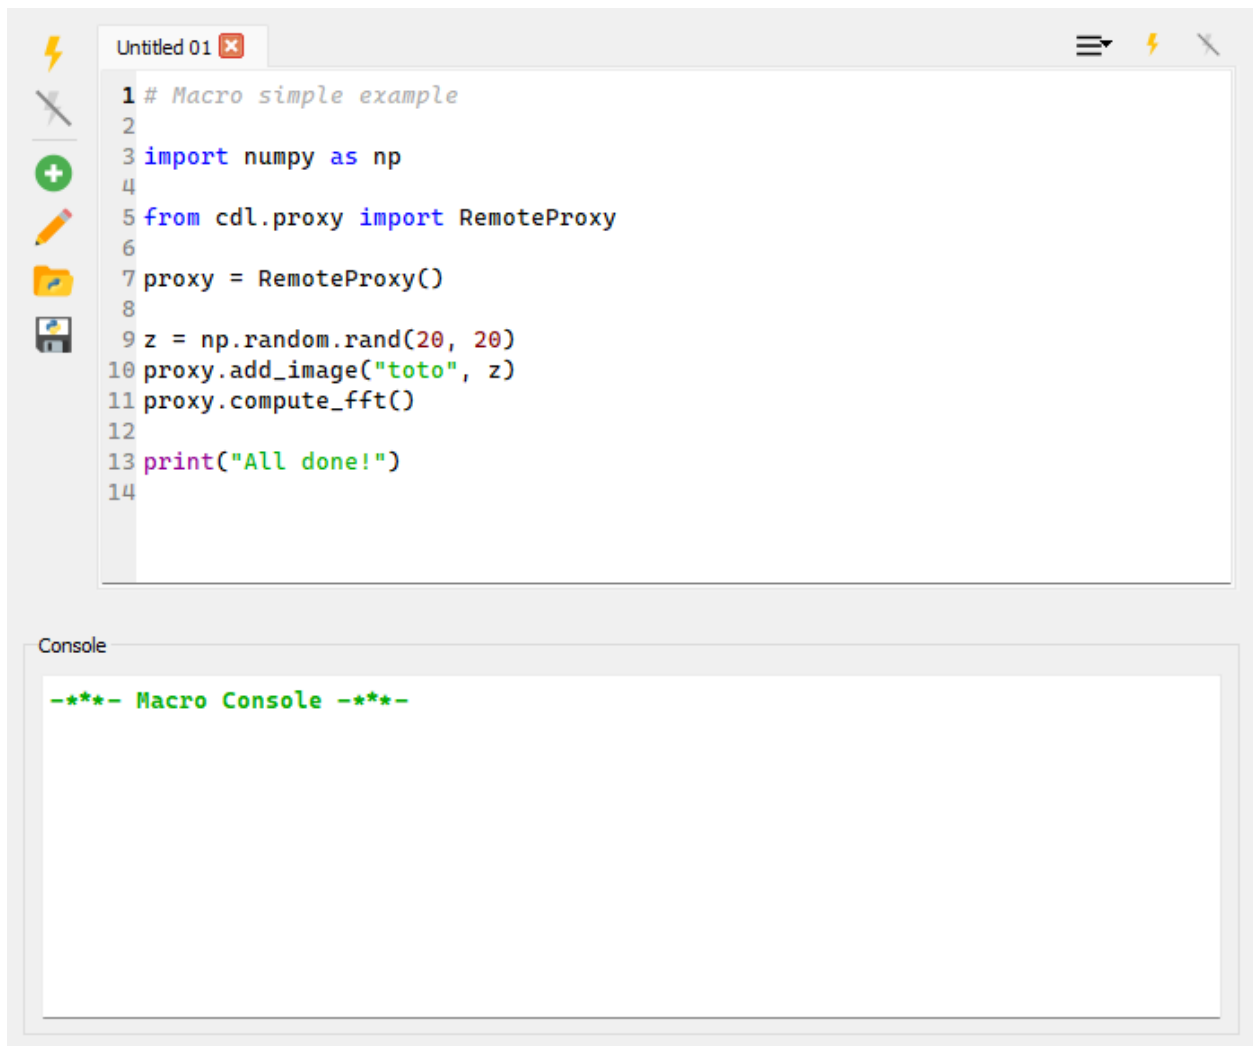 Untitled 01
1 # Macro simple example
2
3 import numpy as np
4
5 from cdl.proxy import RemoteProxy
6
7 proxy = RemoteProxy()
8
9 z = np.random.rand(20, 20)
10 proxy.add_image("toto", z)
11 proxy.compute_fft()
12
13 print("All done!")
14
Console
-***- Macro Console -***-